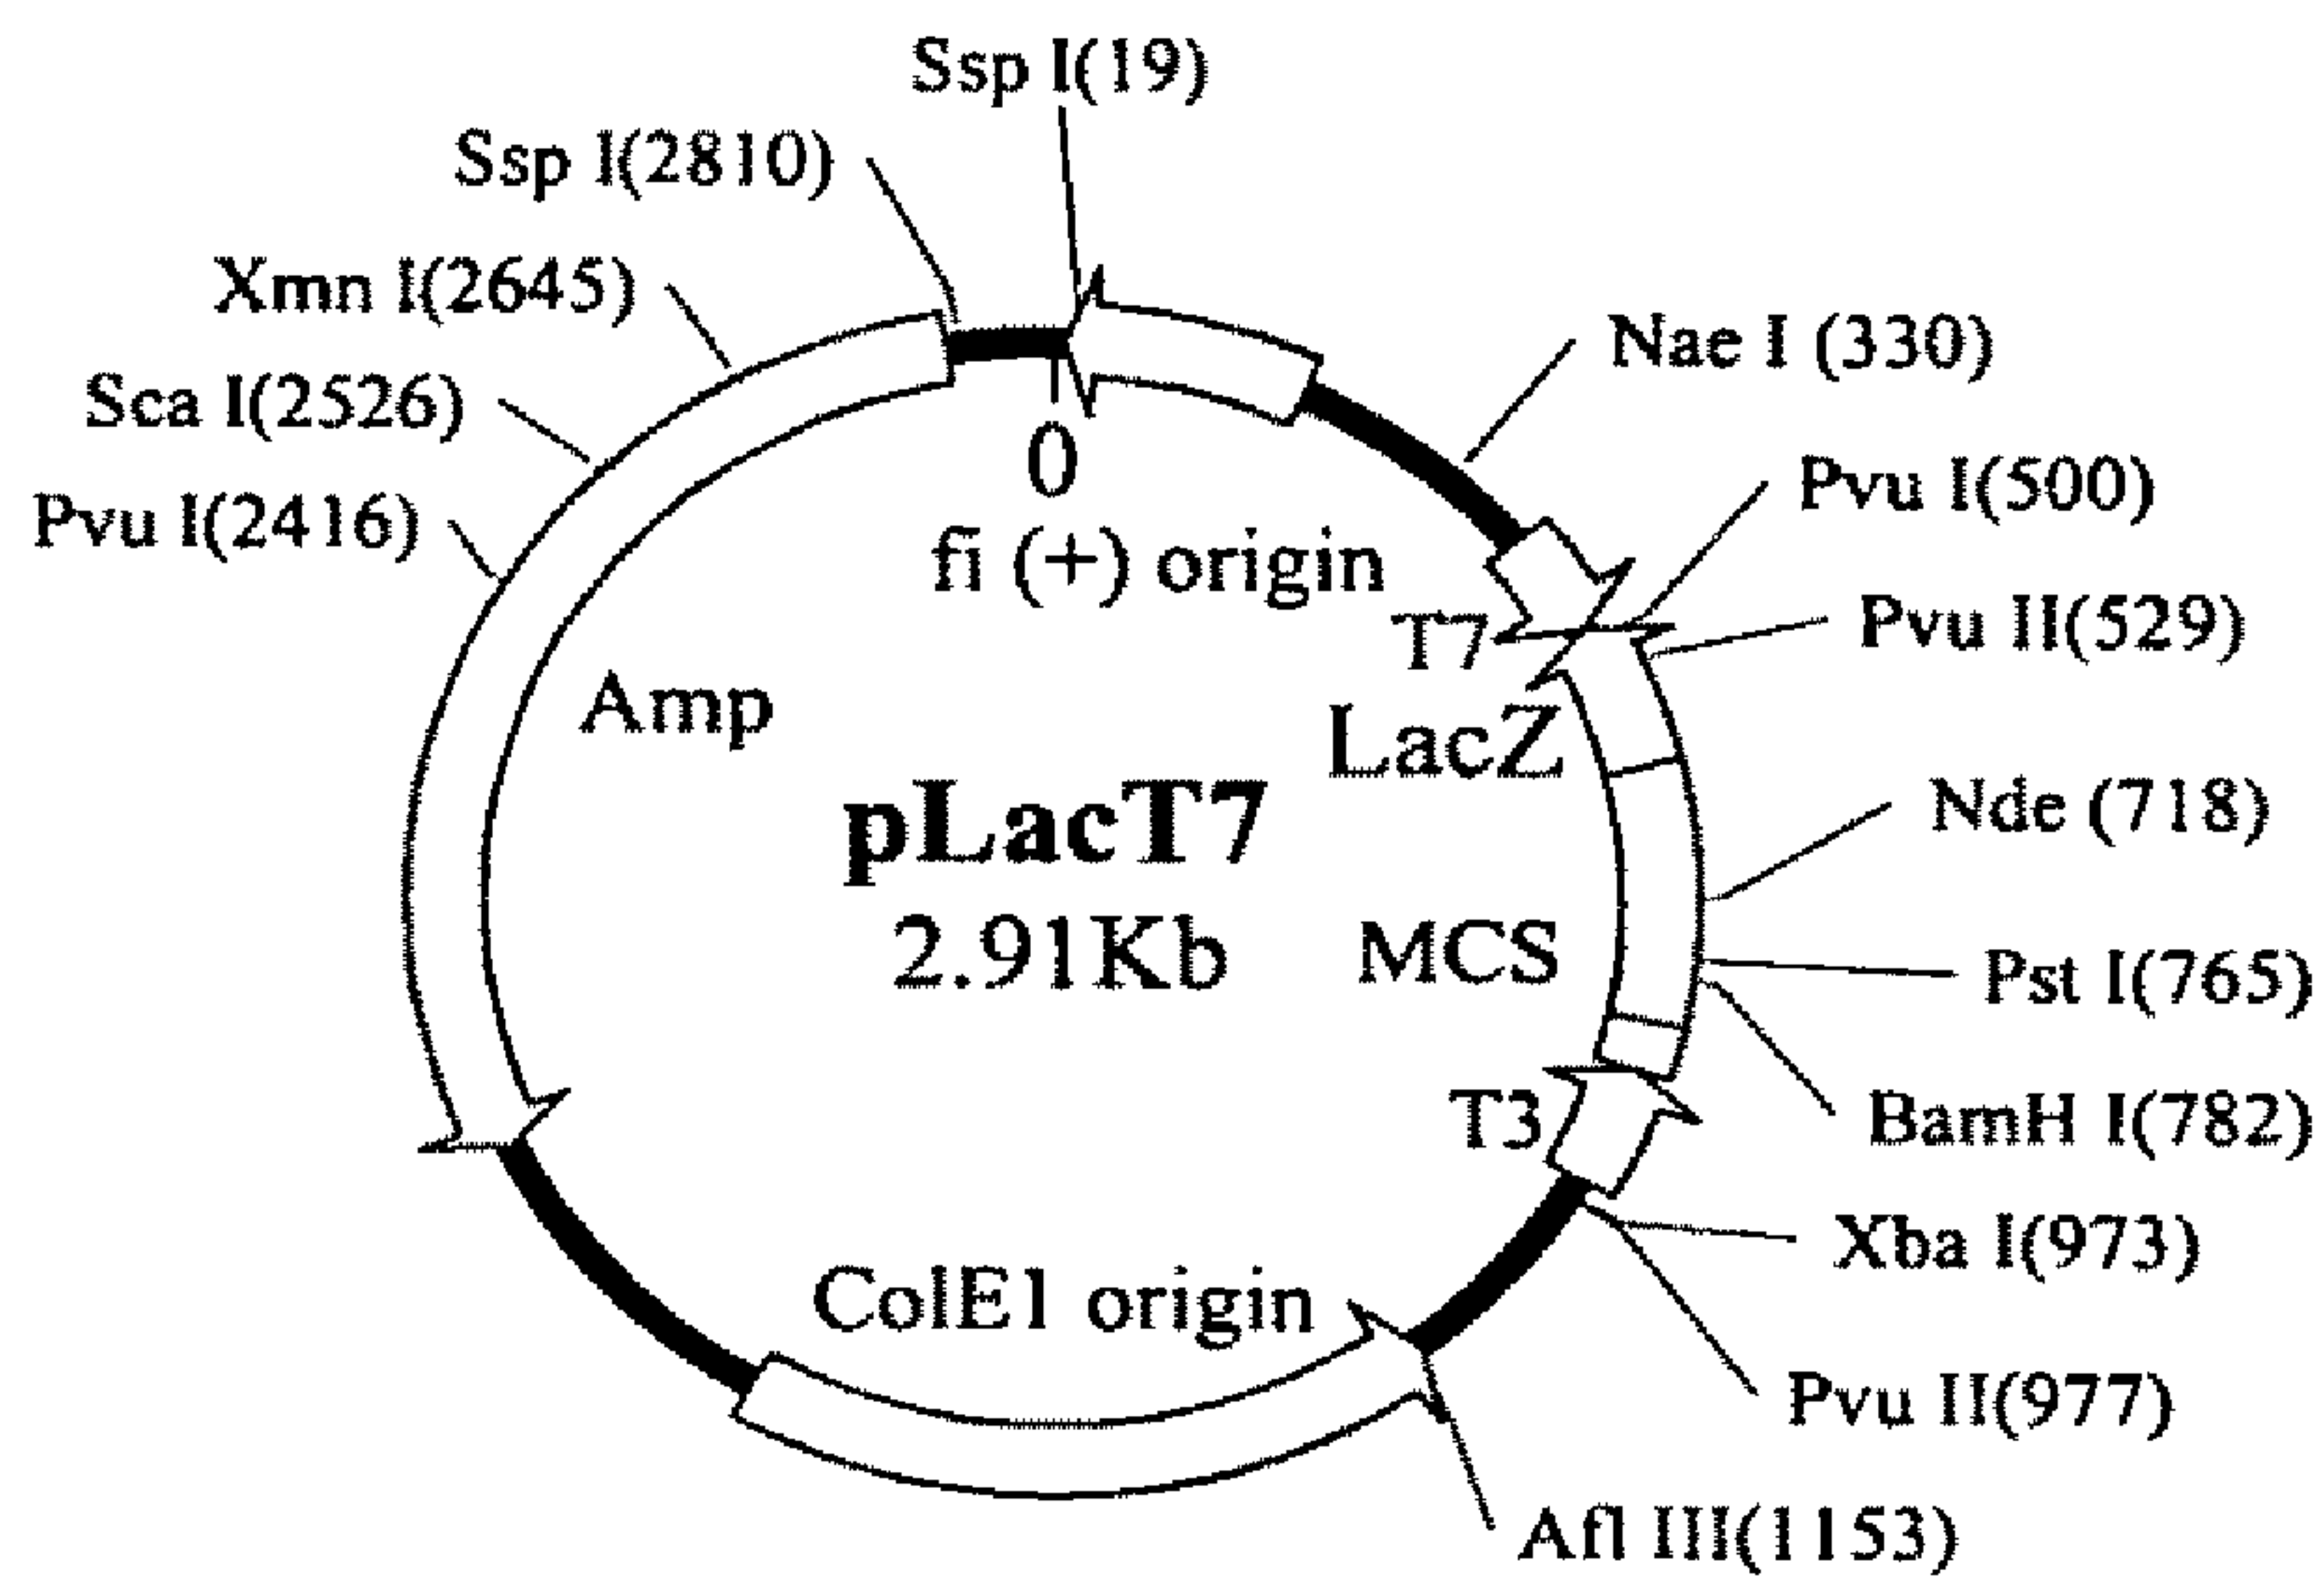 Ssp I(19)
Ssp I(2810)
Xmn I(2645)
Sca I(2526)
Pvu I(2416)
Nae I (330)
Pvu I(500)
Pvu II(529)
Nde (718)
Pst I(765)
BamH I(782)
Xba I(973)
Pvu II(977)
Afl III(1153)
0
fi (+) origin
T7
LacZ
Amp
pLacT7
2.91Kb
MCS
T3
ColE1 origin